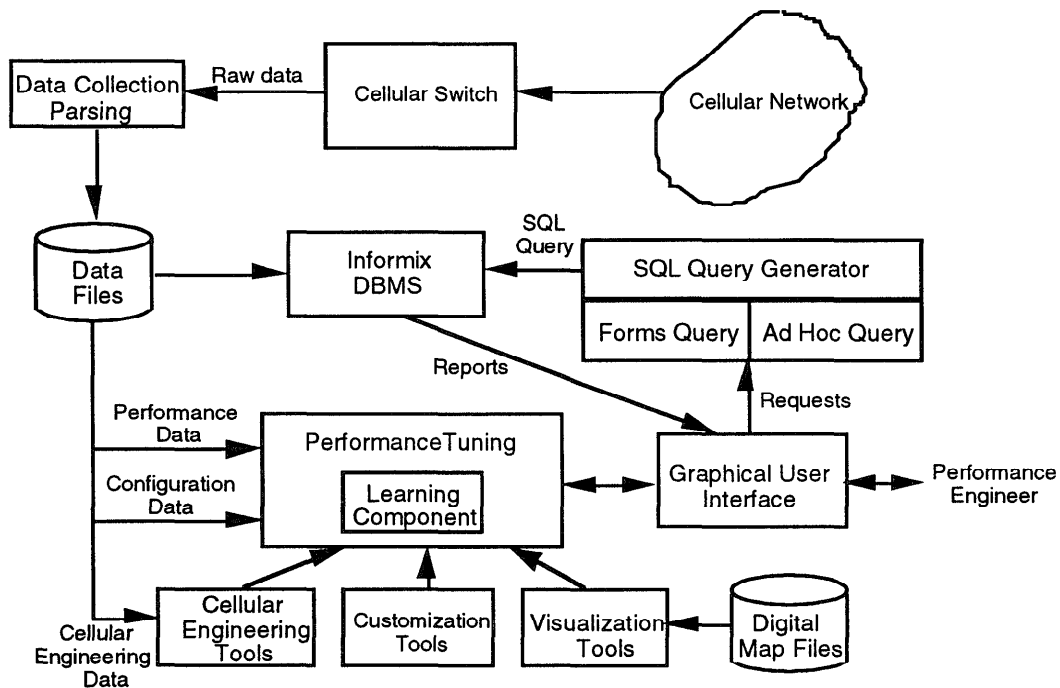 Data Collection
Parsing
Raw data
Cellular Switch
Cellular Network
Data
Files
Informix
DBMS
SQL
Query
SQL Query Generator
Forms Query
Ad Hoc Query
Reports
Requests
Performance
Data
Configuration
Data
PerformanceTuning
Learning
Component
Graphical User
Interface
Performance
Engineer
Cellular
Engineering
Data
Cellular
Engineering
Tools
Customization
Tools
Visualization
Tools
Digital
Map Files